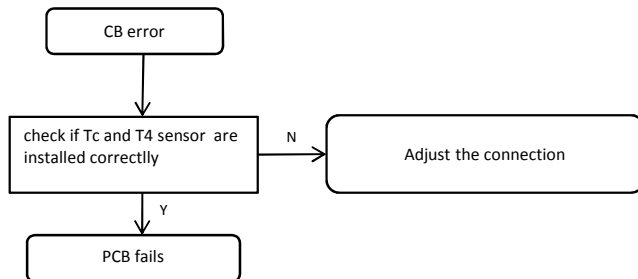 CB error
check if Tc and T4 sensor are
installed correctlly
N
Adjust the connection
Y
PCB fails